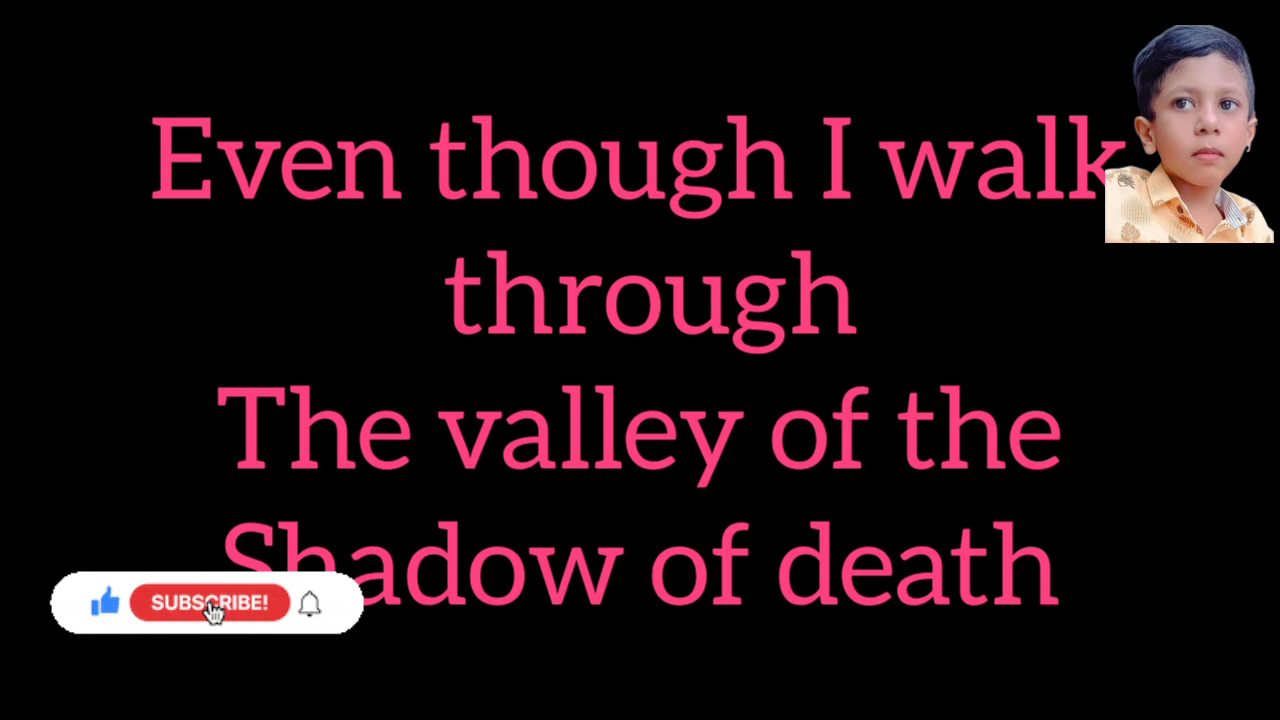 Even though I walk
through
The valley of the
Shadow of death
SUBSCRIBE!